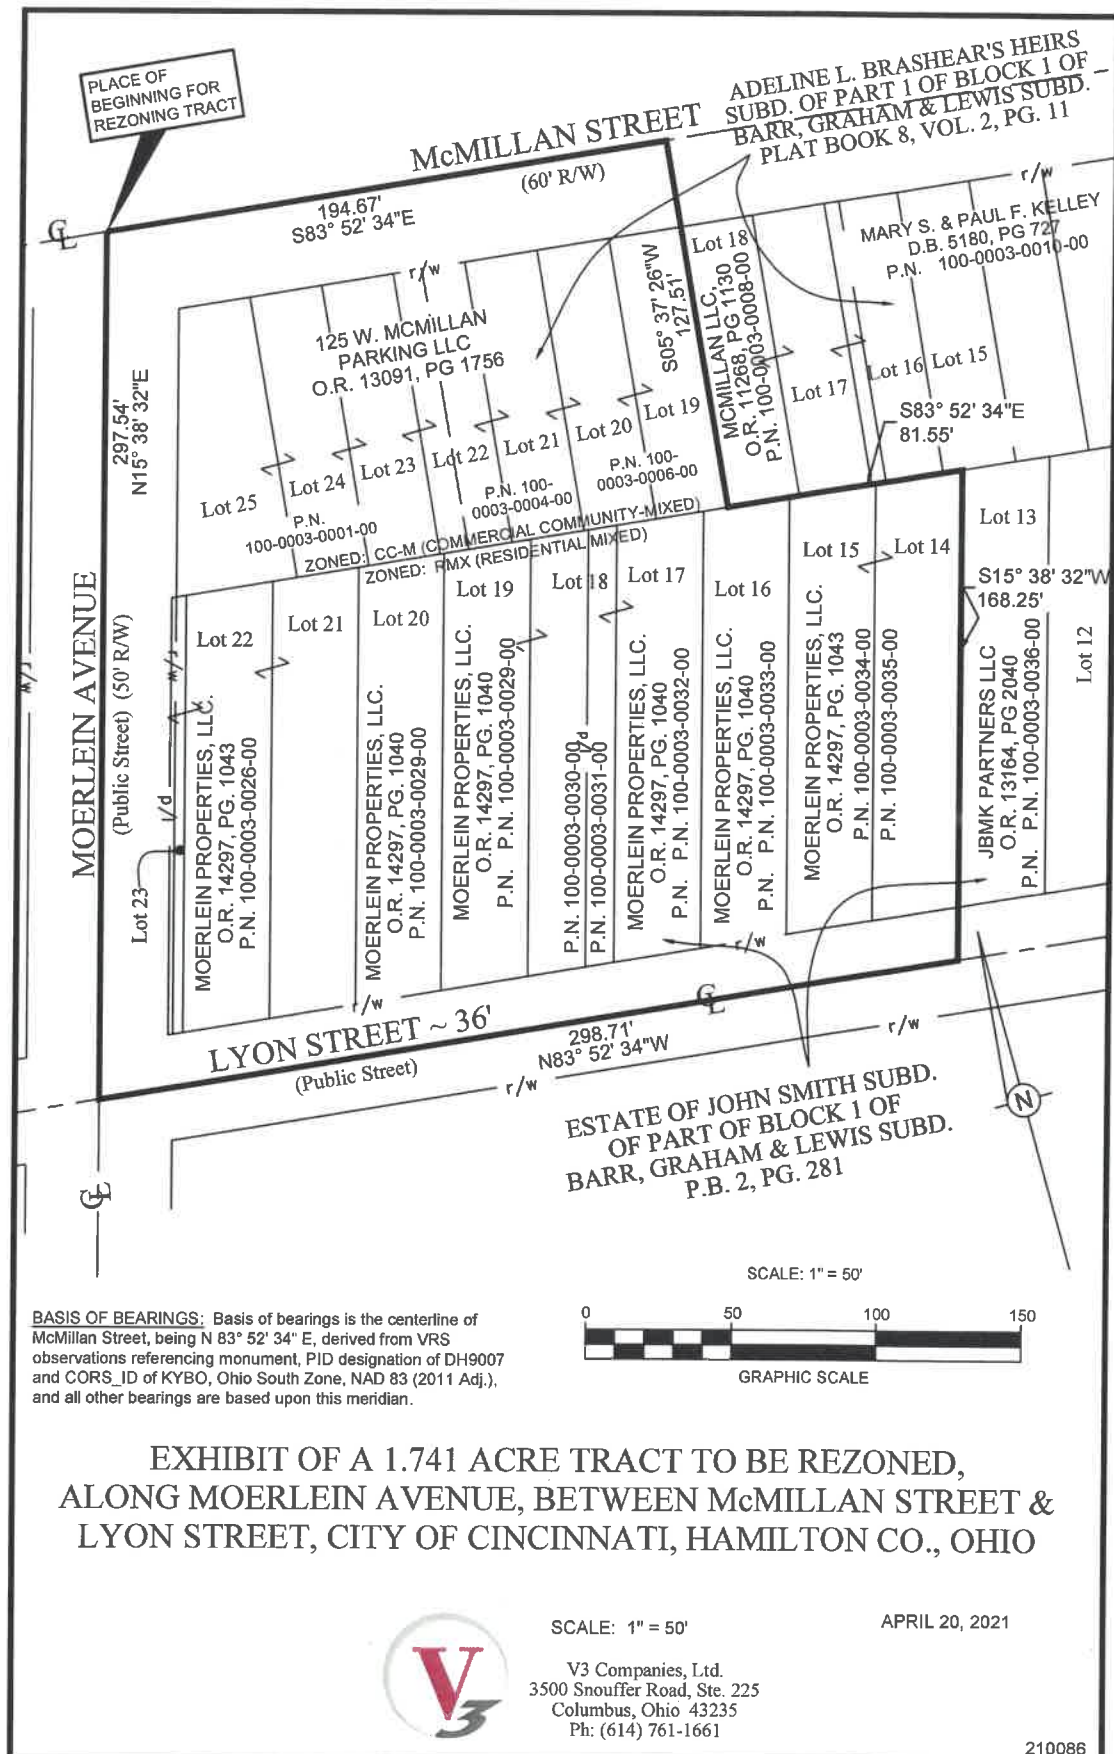 PLACE OF
BEGINNING FOR
REZONING TRACT
ADELINE L. BRASHEAR'S HEIRS
SUBD. OF PART 1 OF BLOCK 1 OF
BARR, GRAHAM & LEWIS SUBD.
PLAT BOOK 8, VOL. 2, PG. 11
McMILLAN STREET
(60' R/W)
194.67'
S83° 52' 34"E
CL
r/w
r/w
MARY S. & PAUL F. KELLEY
D.B. 5180, PG 727
P.N. 100-0003-0010-00
Lot 18
MCMILLAN LLC,
O.R. 11268, PG 1130
P.N. 100-0003-0008-00
S05° 37' 26"W
127.51'
125 W. MCMILLAN
PARKING LLC
O.R. 13091, PG 1756
297.54'
N15° 38' 32"E
Lot 25
Lot 24
Lot 23
Lot 22
Lot 21
Lot 20
Lot 19
Lot 17
Lot 16
Lot 15
S83° 52' 34"E
81.55'
P.N.
100-0003-0001-00
P.N. 100-
0003-0004-00
P.N. 100-
0003-0006-00
ZONED: CC-M (COMMERCIAL COMMUNITY-MIXED)
ZONED: RMX (RESIDENTIAL MIXED)
MOERLEIN AVENUE
(Public Street) (50' R/W)
r/w
r/w
l/d
Lot 23
Lot 22
MOERLEIN PROPERTIES, LLC.
O.R. 14297, PG. 1043
P.N. 100-0003-0026-00
Lot 21
Lot 20
MOERLEIN PROPERTIES, LLC.
O.R. 14297, PG. 1040
P.N. 100-0003-0029-00
Lot 19
MOERLEIN PROPERTIES, LLC.
O.R. 14297, PG. 1040
P.N. P.N. 100-0003-0029-00
Lot 18
P.N. 100-0003-0030-00
l/d
P.N. 100-0003-0031-00
Lot 17
MOERLEIN PROPERTIES, LLC.
O.R. 14297, PG. 1040
P.N. P.N. 100-0003-0032-00
Lot 16
MOERLEIN PROPERTIES, LLC.
O.R. 14297, PG. 1040
P.N. P.N. 100-0003-0033-00
Lot 15
MOERLEIN PROPERTIES, LLC.
O.R. 14297, PG. 1043
P.N. 100-0003-0034-00
Lot 14
P.N. 100-0003-0035-00
Lot 13
S15° 38' 32"W
168.25'
JBMK PARTNERS LLC
O.R. 13164, PG 2040
P.N. P.N. 100-0003-0036-00
Lot 12
r/w
r/w
LYON STREET ~ 36'
(Public Street)
CL
298.71'
N83° 52' 34"W
r/w
r/w
ESTATE OF JOHN SMITH SUBD.
OF PART OF BLOCK 1 OF
BARR, GRAHAM & LEWIS SUBD.
P.B. 2, PG. 281
N
CL
SCALE: 1" = 50'
0 50 100 150
GRAPHIC SCALE
BASIS OF BEARINGS: Basis of bearings is the centerline of
McMillan Street, being N 83° 52' 34" E, derived from VRS
observations referencing monument, PID designation of DH9007
and CORS_ID of KYBO, Ohio South Zone, NAD 83 (2011 Adj.),
and all other bearings are based upon this meridian.
EXHIBIT OF A 1.741 ACRE TRACT TO BE REZONED,
ALONG MOERLEIN AVENUE, BETWEEN McMILLAN STREET &
LYON STREET, CITY OF CINCINNATI, HAMILTON CO., OHIO
V3
SCALE: 1" = 50'
APRIL 20, 2021
V3 Companies, Ltd.
3500 Snouffer Road, Ste. 225
Columbus, Ohio 43235
Ph: (614) 761-1661
210086